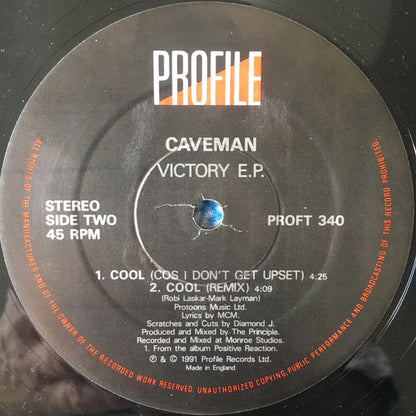 PROFILE
CAVEMAN
VICTORY E.P.
STEREO
SIDE TWO
45 RPM
PROFT 340
1. COOL (COS I DON'T GET UPSET) 4:25
2. COOL (REMIX) 4:09
(Robi Laskar-Mark Layman)
Protoons Music Ltd.
Lyrics by MCM.
Scratches and Cuts by Diamond J.
Produced and Mixed by The Principle.
Recorded and Mixed at Monroe Studios.
1. From the album Positive Reaction.
℗ & © 1991 Profile Records Ltd.
Made in England
ALL RIGHTS OF THE MANUFACTURER AND OF THE OWNER OF THE RECORDED WORK RESERVED. UNAUTHORIZED COPYING, PUBLIC PERFORMANCE AND BROADCASTING OF THIS RECORD PROHIBITED.